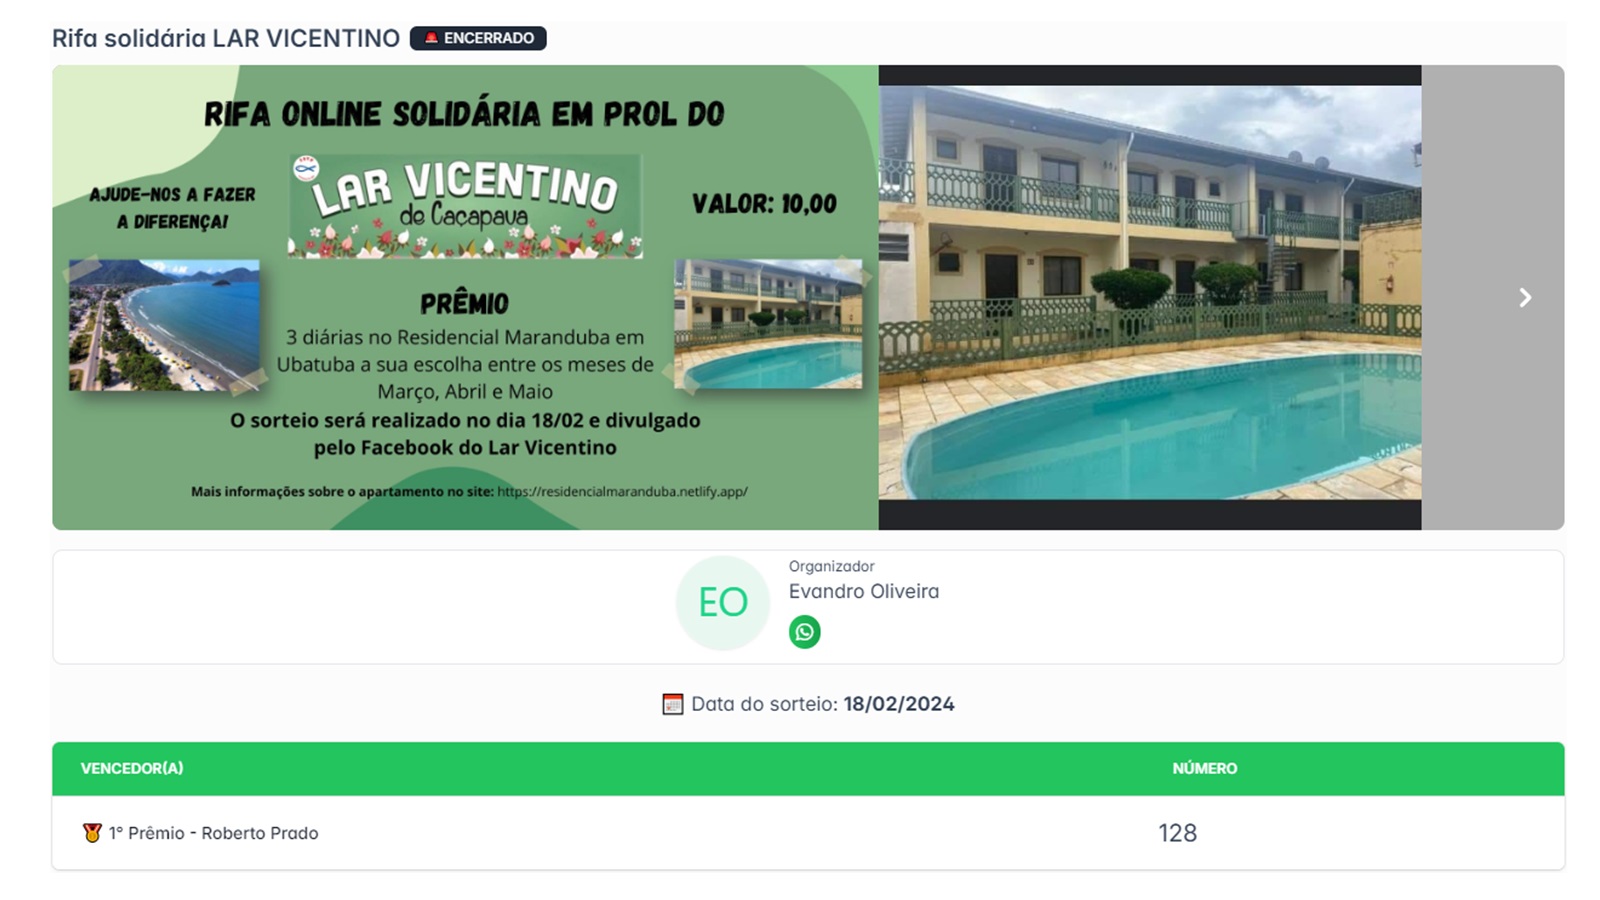 Rifa solidária LAR VICENTINO ENCERRADO
RIFA ONLINE SOLIDÁRIA EM PROL DO
AJUDE-NOS A FAZER
A DIFERENÇA!
LAR VICENTINO
de Caçapava
VALOR: 10,00
PRÊMIO
3 diárias no Residencial Maranduba em
Ubatuba a sua escolha entre os meses de
Março, Abril e Maio
O sorteio será realizado no dia 18/02 e divulgado
pelo Facebook do Lar Vicentino
Mais informações sobre o apartamento no site: https://residencialmaranduba.netlify.app/
EO
Organizador
Evandro Oliveira
Data do sorteio: 18/02/2024
VENCEDOR(A) NÚMERO
1° Prêmio - Roberto Prado 128